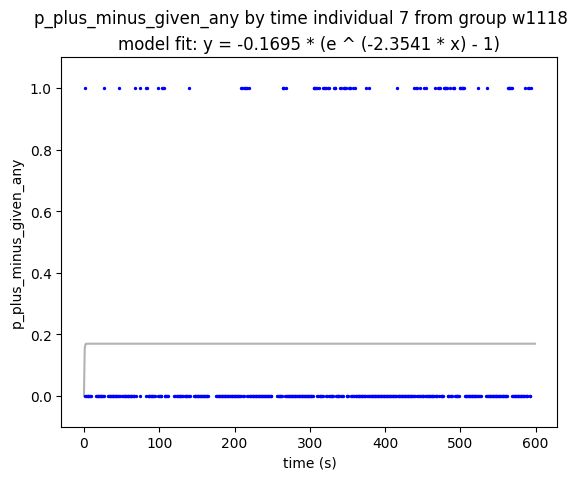 p_plus_minus_given_any by time individual 7 from group w1118
model fit: y = -0.1695 * (e ^ (-2.3541 * x) - 1)
1.0
0.8
0.6
0.4
0.2
0.0
p_plus_minus_given_any
0 100 200 300 400 500 600
time (s)